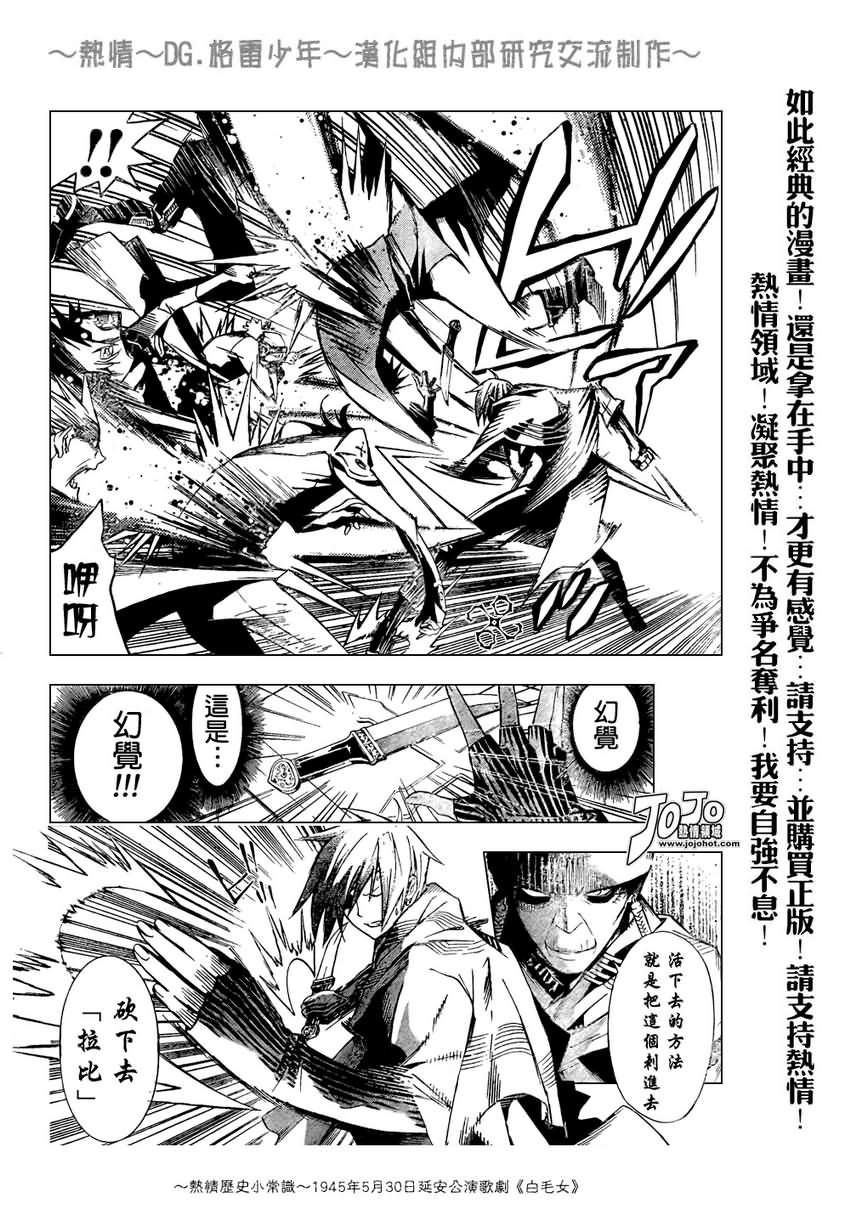 ～熱情～DG.格雷少年～漢化組内部研究交流制作～
如此經典的漫畫！還是拿在手中…才更有感覺…請支持…並購買正版！請支持熱情！
熱情領域！凝聚熱情！不為爭名奪利！我要自強不息！
!!
咿呀
幻覺
這是…
幻覺!!!
JOJO
熱情領域
www.jojohot.com
活下去的方法
就是把這個刺進去
砍下去
「拉比」
～熱情歷史小常識～1945年5月30日延安公演歌劇《白毛女》